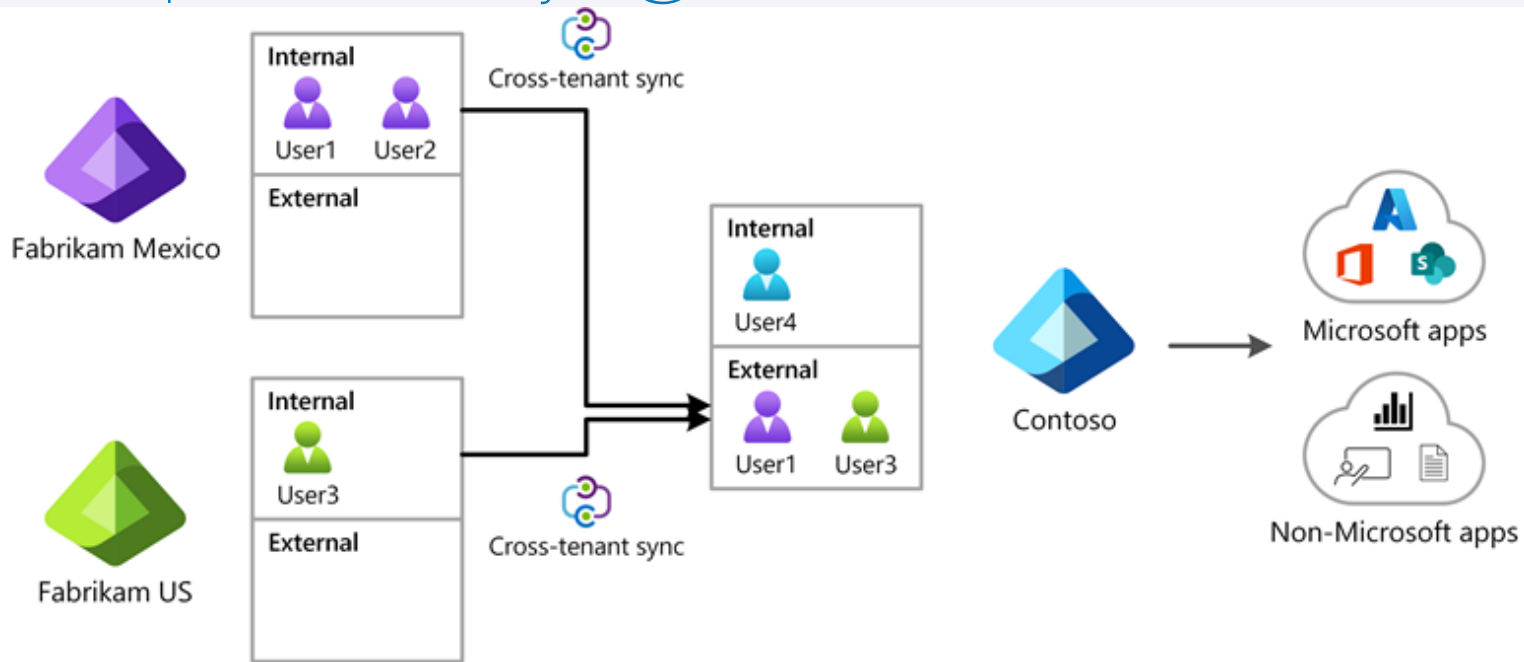 Internal
User1 User2
External
Fabrikam Mexico
Cross-tenant sync
Internal
User3
External
Fabrikam US
Cross-tenant sync
Internal
User4
External
User1 User3
Contoso
S
Microsoft apps
Non-Microsoft apps